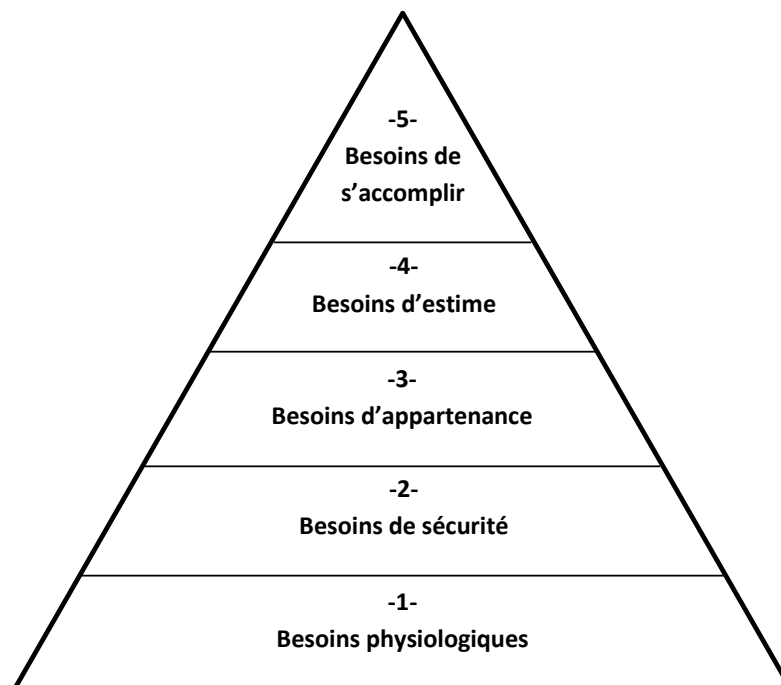 -5-
Besoins de
s’accomplir
-4-
Besoins d’estime
-3-
Besoins d’appartenance
-2-
Besoins de sécurité
-1-
Besoins physiologiques